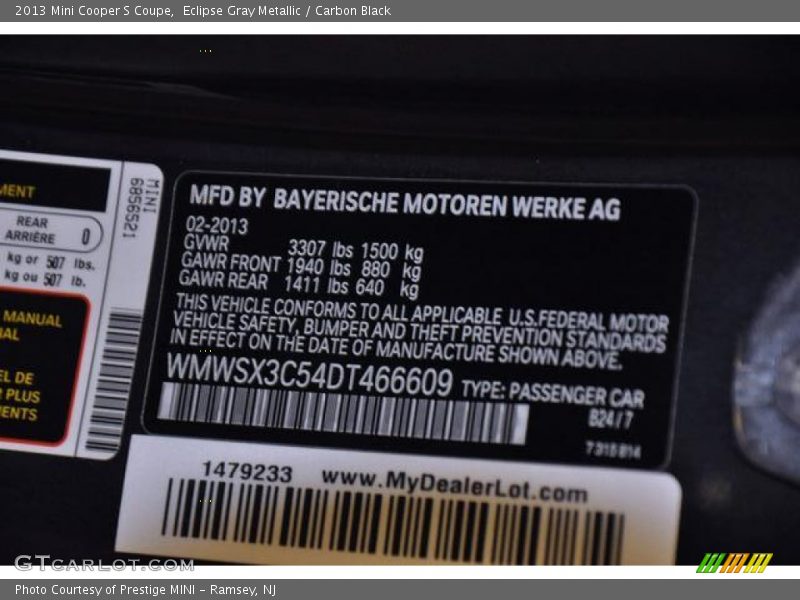 2013 Mini Cooper S Coupe, Eclipse Gray Metallic / Carbon Black
MENT
REAR
ARRIÈRE 0
kg or 507 lbs.
kg ou 507 lb.
MANUAL
EL DE
PLUS
MINI
6856521
MFD BY BAYERISCHE MOTOREN WERKE AG
02-2013
GVWR 3307 lbs 1500 kg
GAWR FRONT 1940 lbs 880 kg
GAWR REAR 1411 lbs 640 kg
THIS VEHICLE CONFORMS TO ALL APPLICABLE U.S.FEDERAL MOTOR
VEHICLE SAFETY, BUMPER AND THEFT PREVENTION STANDARDS
IN EFFECT ON THE DATE OF MANUFACTURE SHOWN ABOVE.
WMWSX3C54DT466609 TYPE: PASSENGER CAR
B24/7
1479233 www.MyDealerLot.com
GTCARLOT.COM
Photo Courtesy of Prestige MINI - Ramsey, NJ